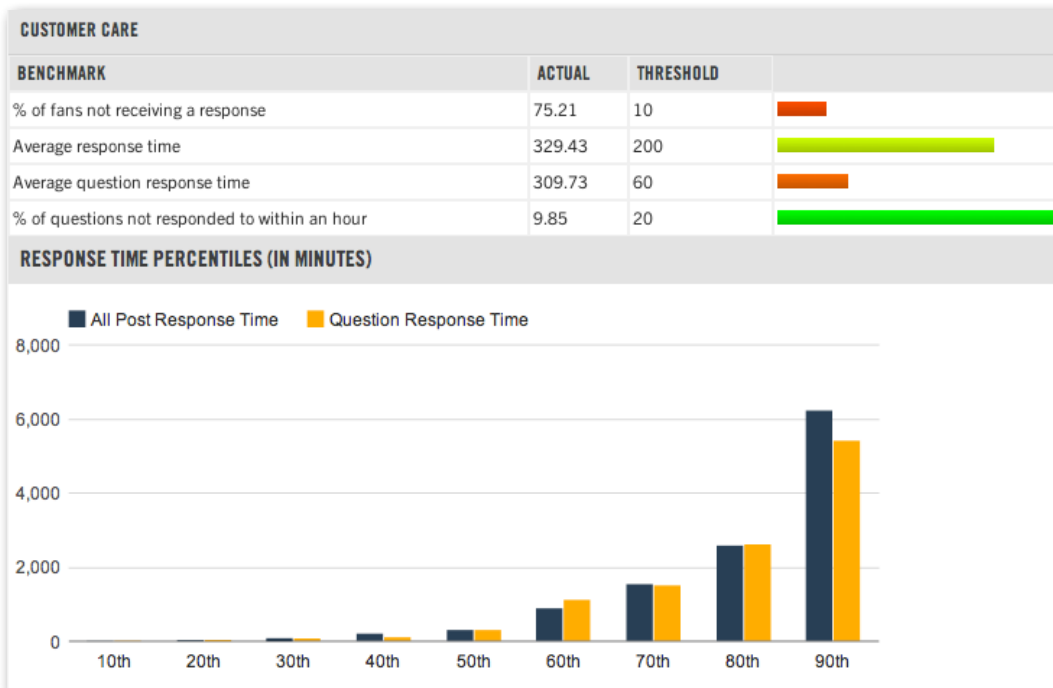 CUSTOMER CARE
BENCHMARK ACTUAL THRESHOLD
% of fans not receiving a response 75.21 10
Average response time 329.43 200
Average question response time 309.73 60
% of questions not responded to within an hour 9.85 20
RESPONSE TIME PERCENTILES (IN MINUTES)
All Post Response Time Question Response Time
8,000
6,000
4,000
2,000
0
10th 20th 30th 40th 50th 60th 70th 80th 90th